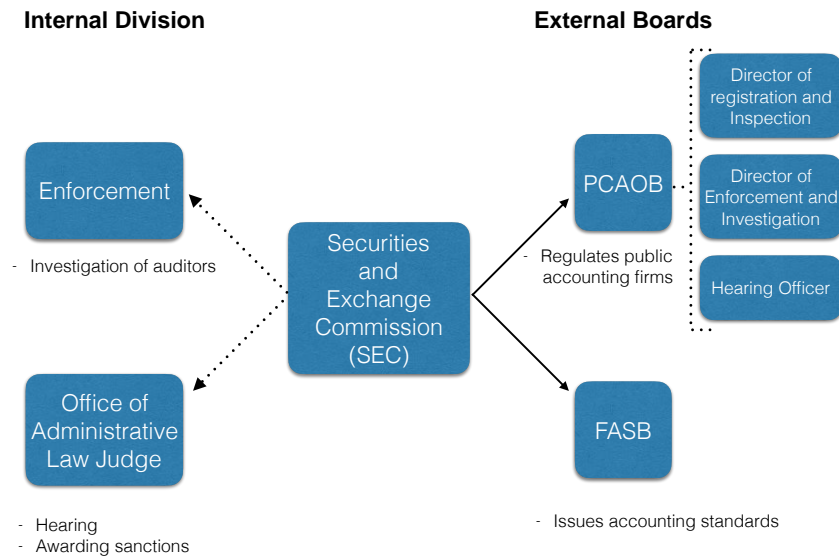 Internal Division
External Boards
Enforcement
- Investigation of auditors
Office of
Administrative
Law Judge
- Hearing
- Awarding sanctions
Securities
and
Exchange
Commission
(SEC)
PCAOB
- Regulates public
accounting firms
FASB
- Issues accounting standards
Director of
registration and
Inspection
Director of
Enforcement and
Investigation
Hearing Officer